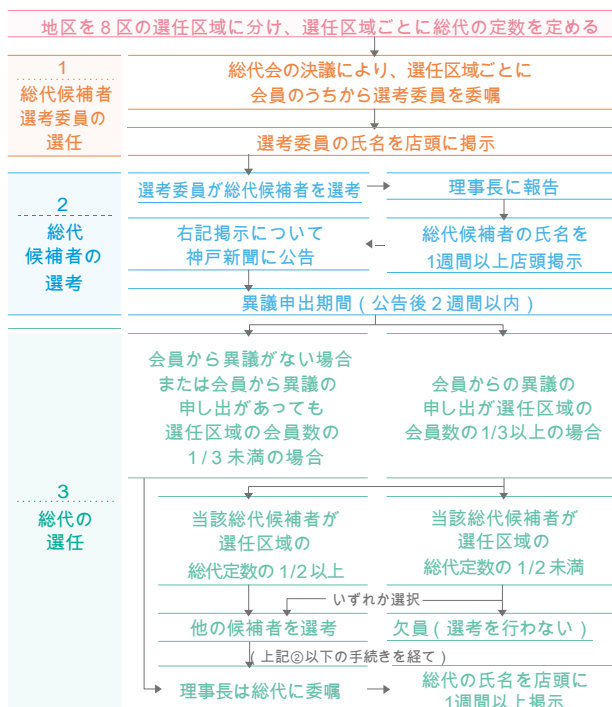 地区を8区の選任区域に分け、選任区域ごとに総代の定数を定める
1
総代候補者
選考委員の
選任
総代会の決議により、選任区域ごとに
会員のうちから選考委員を委嘱
選考委員の氏名を店頭に掲示
2
総代
候補者の
選考
選考委員が総代候補者を選考
理事長に報告
右記掲示について
神戸新聞に公告
総代候補者の氏名を
1週間以上店頭掲示
異議申出期間(公告後2週間以内)
3
総代の
選任
会員から異議がない場合
または会員から異議の
申し出があっても
選任区域の会員数の
1/3未満の場合
会員からの異議の
申し出が選任区域の
会員数の1/3以上の場合
当該総代候補者が
選任区域の
総代定数の1/2以上
当該総代候補者が
選任区域の
総代定数の1/2未満
いずれか選択
他の候補者を選考
欠員(選考を行わない)
(上記②以下の手続きを経て)
理事長は総代に委嘱
総代の氏名を店頭に
1週間以上掲示